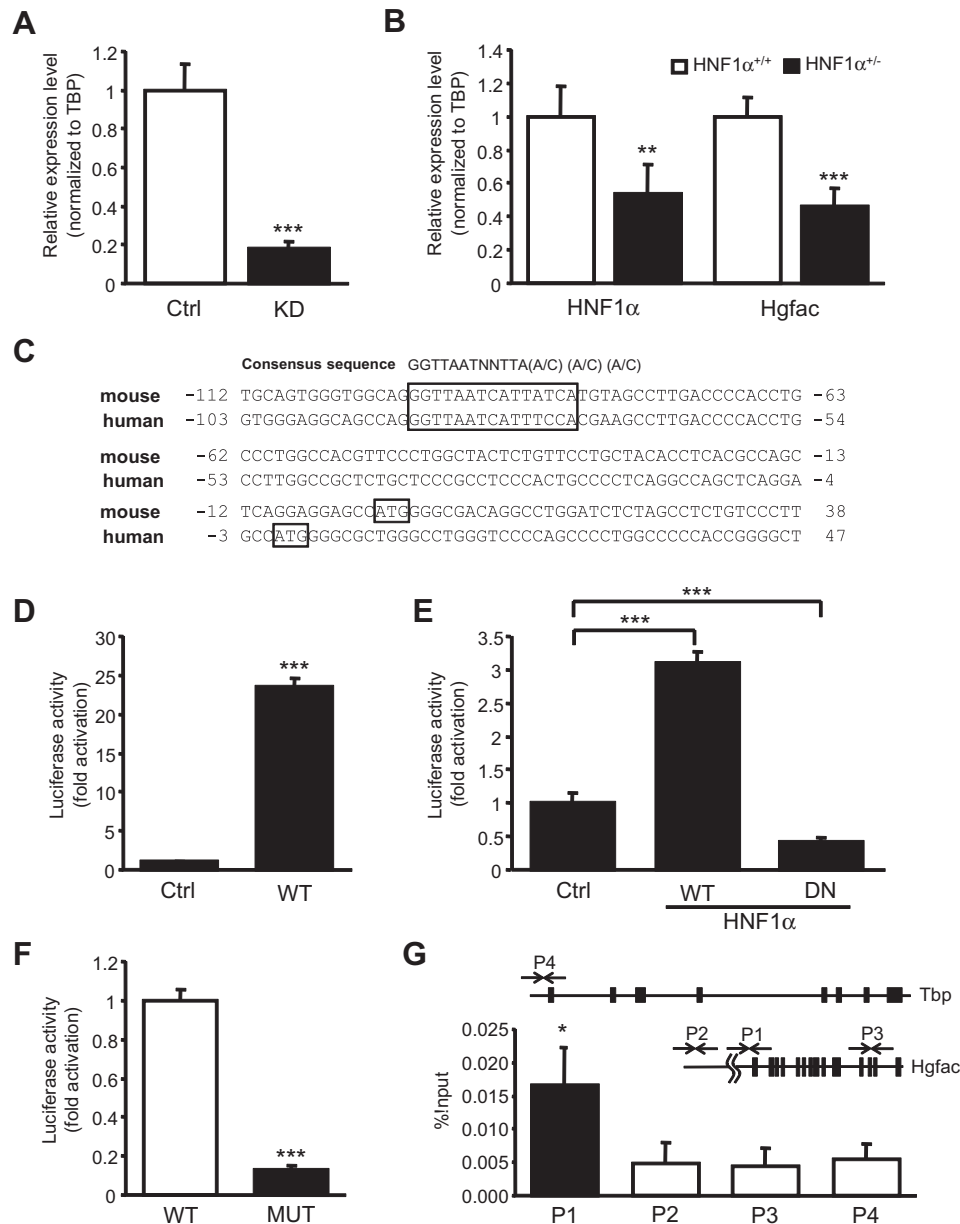 A
Relative expression level
(normalized to TBP)
1.2
1
0.8
0.6
0.4
0.2
0
***
Ctrl KD
B
Relative expression level
(normalized to TBP)
1.4
1.2
1
0.8
0.6
0.4
0.2
0
HNF1α+/+ HNF1α+/-
**
***
HNF1α Hgfac
C
Consensus sequence GGTTAATNNTTA(A/C) (A/C) (A/C)
mouse -112 TGCAGTGGGTGGCAGGGTTAATCATTATCATGTAGCCTTGACCCCACCTG -63
human -103 GTGGGAGGCAGCCAGGGTTAATCATTTCCACGAAGCCTTGACCCCACCTG -54
mouse -62 CCCTGGCCACGTTCCCTGGCTACTCTGTTCCTGCTACACCTCACGCCAGC -13
human -53 CCTTGGCCGCTCTGCTCCCGCCTCCCACTGCCCCTCAGGCCAGCTCAGGA -4
mouse -12 TCAGGAGGAGCCATGGGGCGACAGGCCTGGATCTCTAGCCTCTGTCCCTT 38
human -3 GCCATGGGGCGCTGGGCCTGGGTCCCCAGCCCCTGGCCCCCACCGGGGCT 47
D
Luciferase activity
(fold activation)
30
25
20
15
10
5
0
***
Ctrl WT
E
Luciferase activity
(fold activation)
3.5
3
2.5
2
1.5
1
0.5
0
***
***
Ctrl WT DN
HNF1α
F
Luciferase activity
(fold activation)
1.2
1
0.8
0.6
0.4
0.2
0
***
WT MUT
G
P4
Tbp
P2 P1 P3
Hgfac
%!nput
0.025
0.020
0.015
0.010
0.005
0.000
*
P1 P2 P3 P4